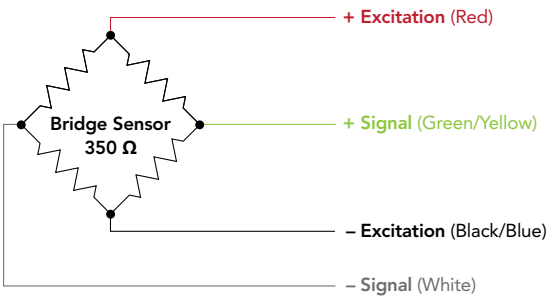 + Excitation (Red)
Bridge Sensor
350 Ω
+ Signal (Green/Yellow)
– Excitation (Black/Blue)
– Signal (White)